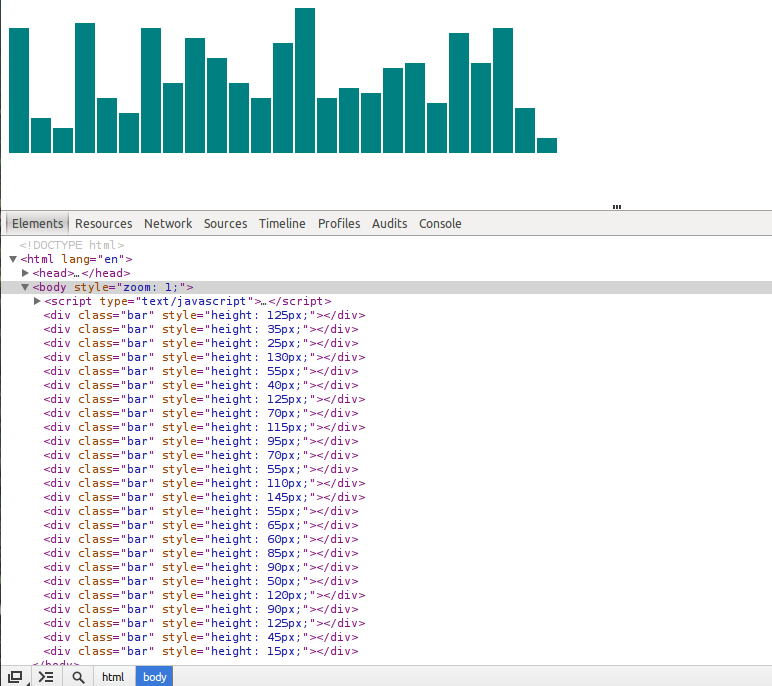 Elements Resources Network Sources Timeline Profiles Audits Console
<!DOCTYPE html>
<html lang="en">
<head>…</head>
<body style="zoom: 1;">
<script type="text/javascript">…</script>
<div class="bar" style="height: 125px;"></div>
<div class="bar" style="height: 35px;"></div>
<div class="bar" style="height: 25px;"></div>
<div class="bar" style="height: 130px;"></div>
<div class="bar" style="height: 55px;"></div>
<div class="bar" style="height: 40px;"></div>
<div class="bar" style="height: 125px;"></div>
<div class="bar" style="height: 70px;"></div>
<div class="bar" style="height: 115px;"></div>
<div class="bar" style="height: 95px;"></div>
<div class="bar" style="height: 70px;"></div>
<div class="bar" style="height: 55px;"></div>
<div class="bar" style="height: 110px;"></div>
<div class="bar" style="height: 145px;"></div>
<div class="bar" style="height: 55px;"></div>
<div class="bar" style="height: 65px;"></div>
<div class="bar" style="height: 60px;"></div>
<div class="bar" style="height: 85px;"></div>
<div class="bar" style="height: 90px;"></div>
<div class="bar" style="height: 50px;"></div>
<div class="bar" style="height: 120px;"></div>
<div class="bar" style="height: 90px;"></div>
<div class="bar" style="height: 125px;"></div>
<div class="bar" style="height: 45px;"></div>
<div class="bar" style="height: 15px;"></div>
</body>
html body